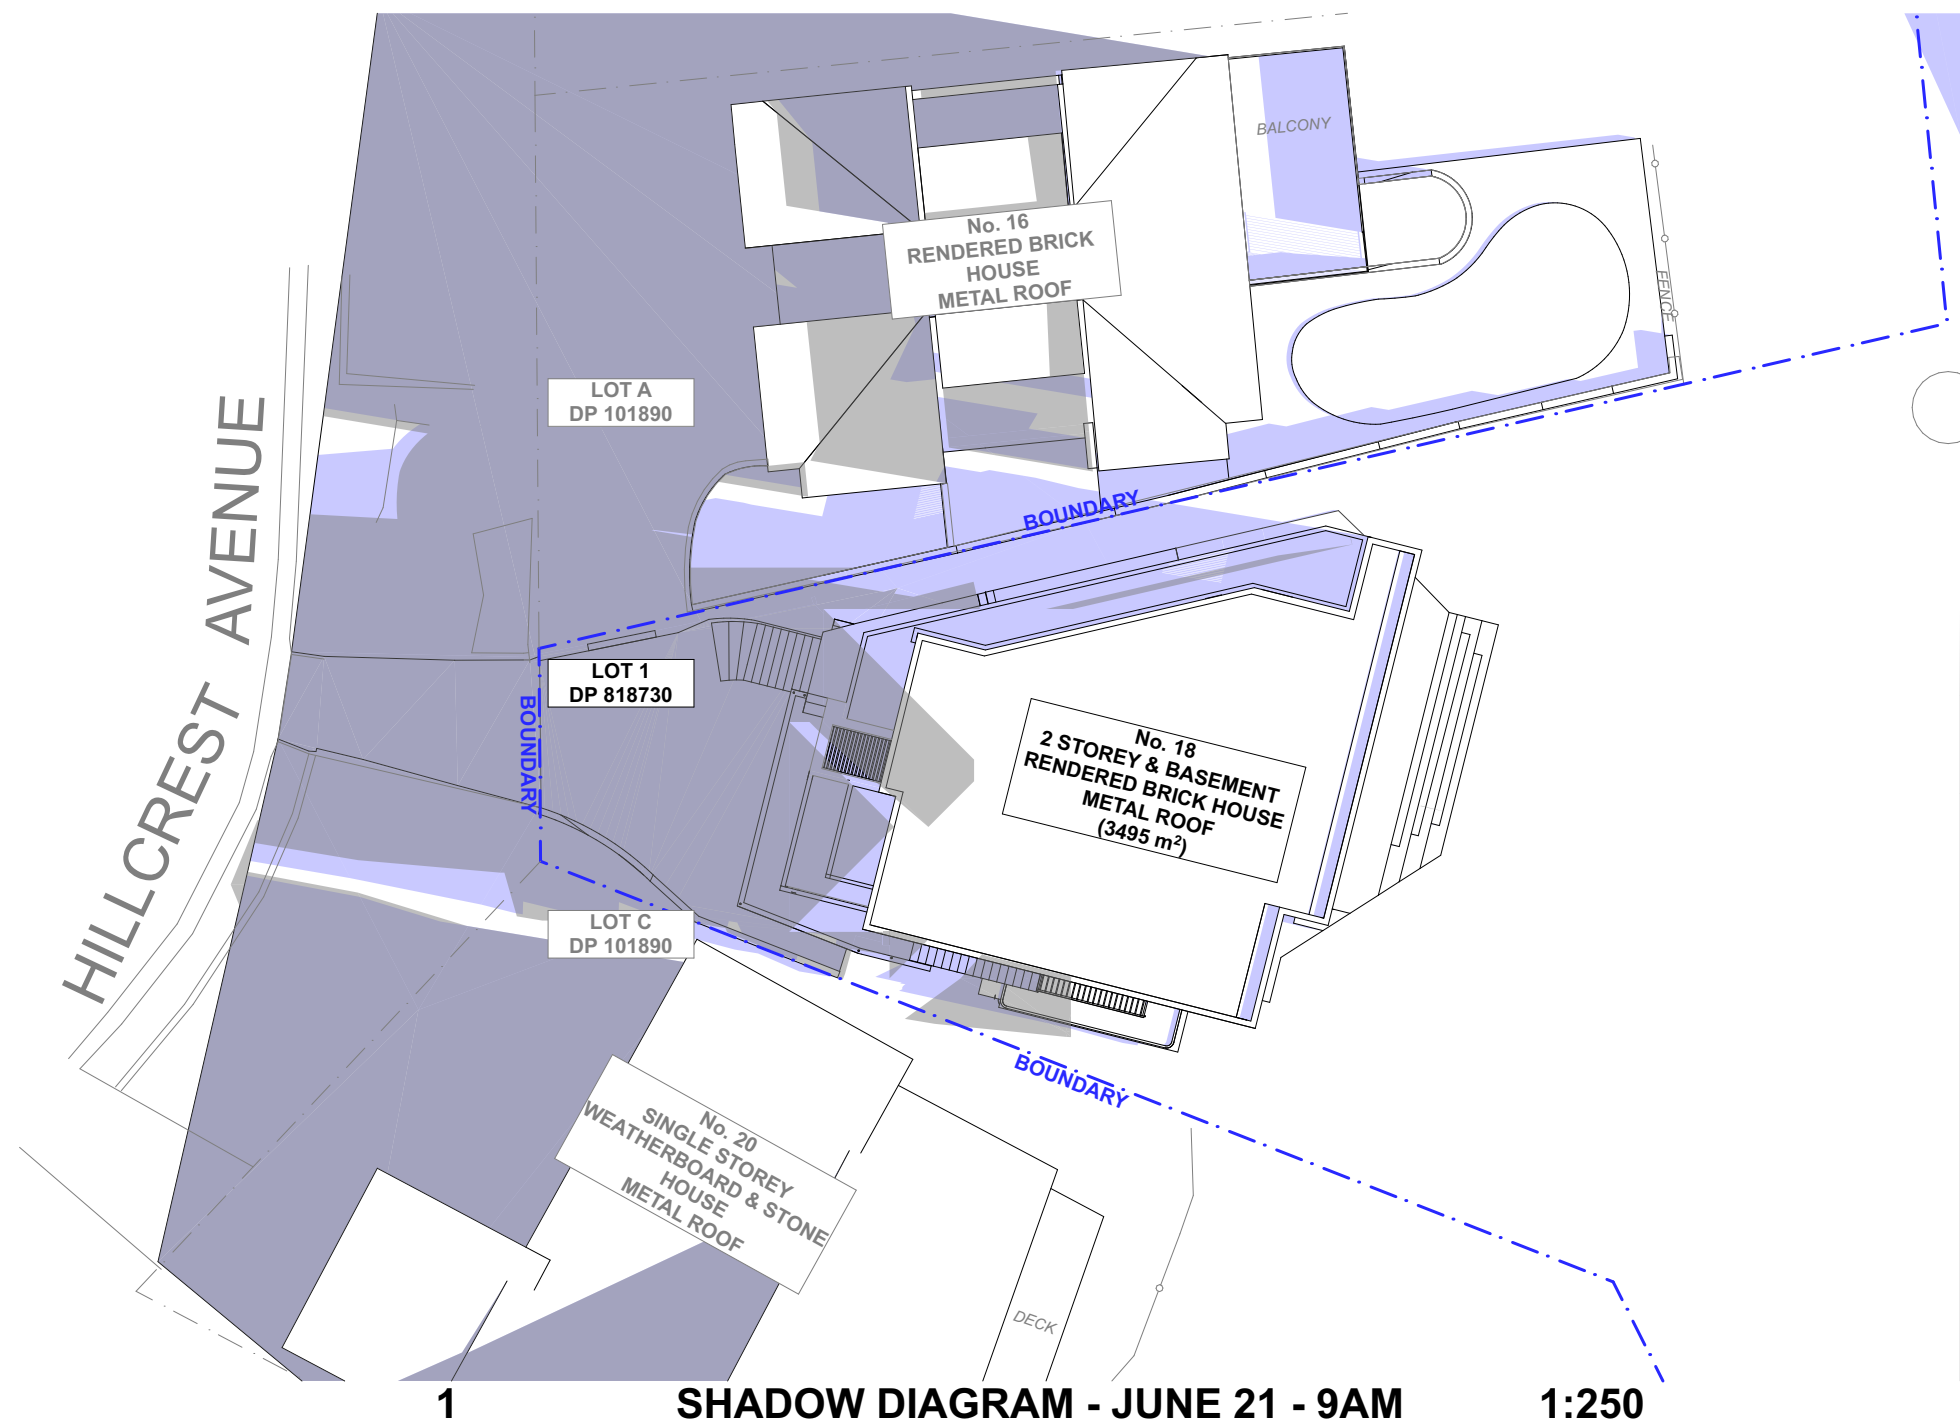 BALCONY
No. 16
RENDERED BRICK
HOUSE
METAL ROOF
FENCE
LOT A
DP 101890
HILLCREST AVENUE
BOUNDARY
LOT 1
DP 818730
BOUNDARY
No. 18
2 STOREY & BASEMENT
RENDERED BRICK HOUSE
METAL ROOF
(3495 m²)
LOT C
DP 101890
BOUNDARY
No. 20
SINGLE STOREY
WEATHERBOARD & STONE
HOUSE
METAL ROOF
DECK
1 SHADOW DIAGRAM - JUNE 21 - 9AM 1:250